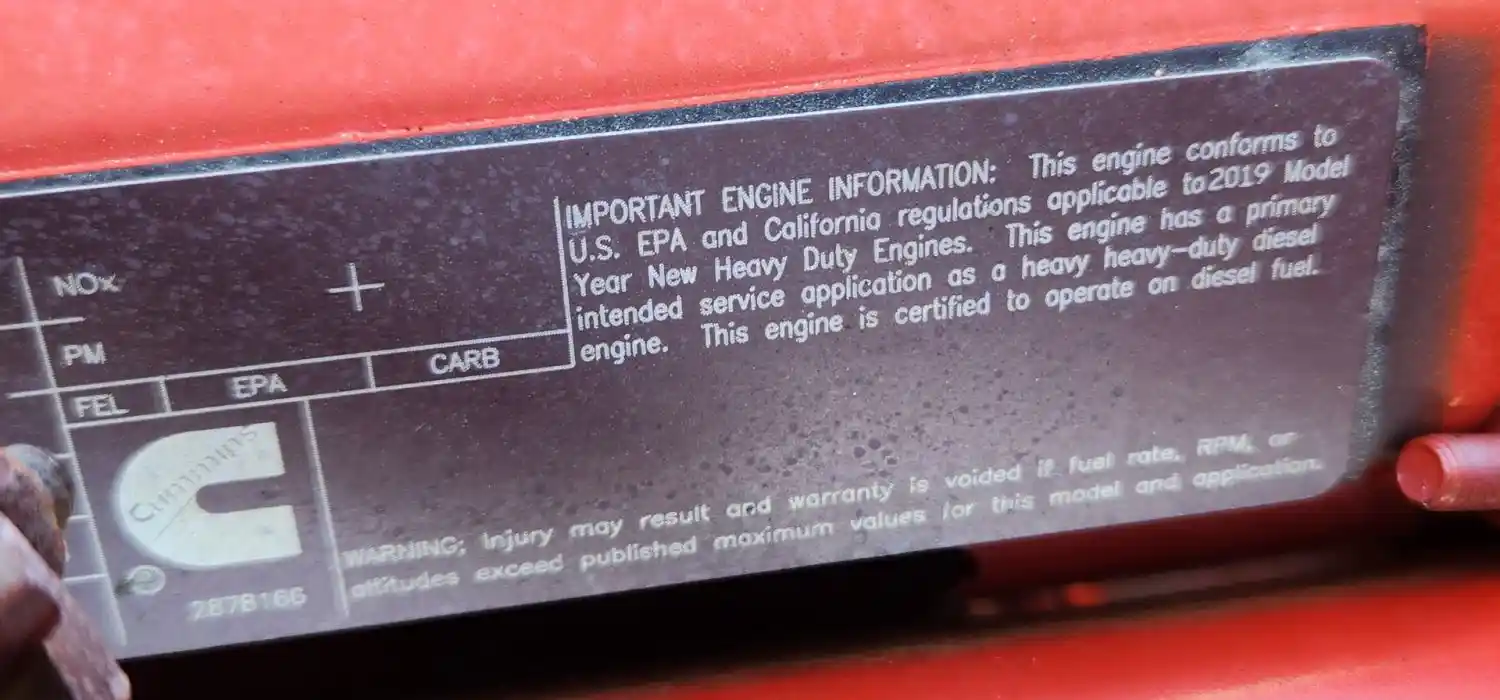 NOx
PM
FEL
EPA
CARB
IMPORTANT ENGINE INFORMATION: This engine conforms to
U.S. EPA and California regulations applicable to 2019 Model
Year New Heavy Duty Engines. This engine has a primary
intended service application as a heavy heavy-duty diesel
engine. This engine is certified to operate on diesel fuel.
Cummins
2878166
WARNING: Injury may result and warranty is voided if fuel rate, RPM, or
attitudes exceed published maximum values for this model and application.